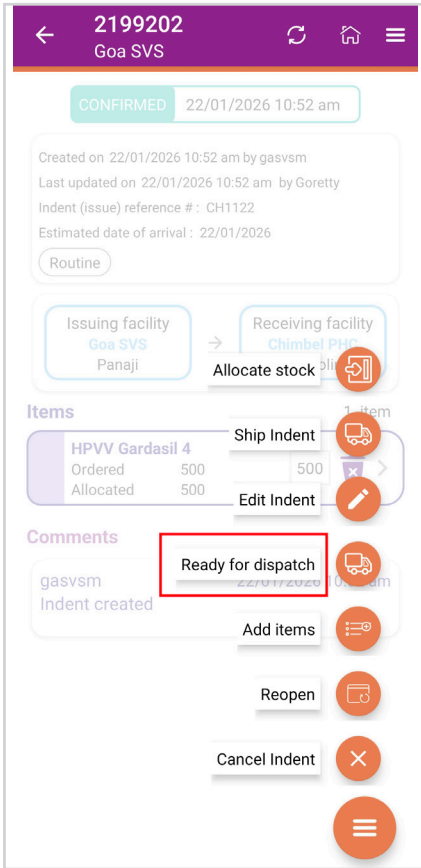 2199202
Goa SVS
CONFIRMED 22/01/2026 10:52 am
Created on 22/01/2026 10:52 am by gasvsm
Last updated on 22/01/2026 10:52 am by Goretty
Indent (issue) reference # : CH1122
Estimated date of arrival : 22/01/2026
Routine
Issuing facility
Goa SVS
Panaji
Receiving facility
Chimbel PHC
Allocate stock
Items
1 item
Ship Indent
HPVV Gardasil 4
Ordered 500 500
Allocated 500
Edit Indent
Comments
Ready for dispatch
gasvsm 22/01/2026 am
Indent created
Add items
Reopen
Cancel Indent